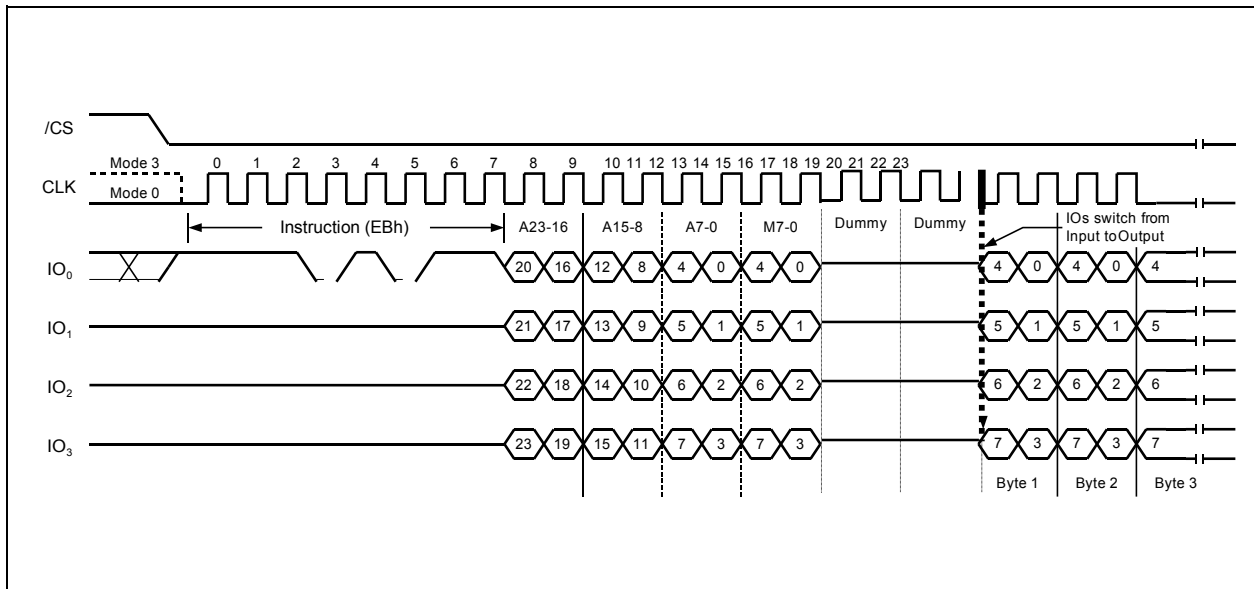 /CS
Mode 3 0 1 2 3 4 5 6 7 8 9 10 11 12 13 14 15 16 17 18 19 20 21 22 23
CLK Mode 0
Instruction (EBh) A23-16 A15-8 A7-0 M7-0 Dummy Dummy IOs switch from
Input to Output
IO0 20 16 12 8 4 0 4 0 4 0 4 0 4
IO1 21 17 13 9 5 1 5 1 5 1 5 1 5
IO2 22 18 14 10 6 2 6 2 6 2 6 2 6
IO3 23 19 15 11 7 3 7 3 7 3 7 3 7
Byte 1 Byte 2 Byte 3